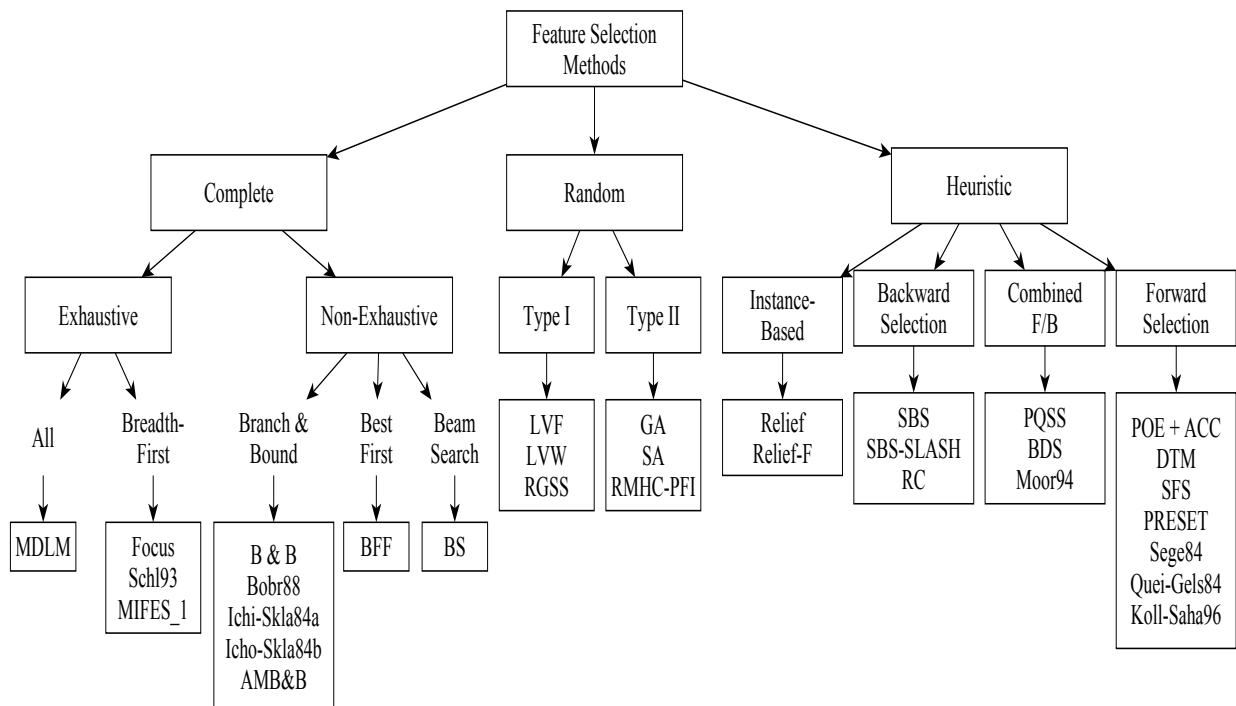 Feature Selection
Methods
Complete
Random
Heuristic
Exhaustive
Non-Exhaustive
Type I
Type II
Instance-
Based
Backward
Selection
Combined
F/B
Forward
Selection
All
Breadth-
First
Branch &
Bound
Best
First
Beam
Search
LVF
LVW
RGSS
GA
SA
RMHC-PFI
Relief
Relief-F
SBS
SBS-SLASH
RC
PQSS
BDS
Moor94
POE + ACC
DTM
SFS
PRESET
Sege84
Quei-Gels84
Koll-Saha96
MDLM
Focus
Schl93
MIFES_1
B & B
Bobr88
Ichi-Skla84a
Icho-Skla84b
AMB&B
BFF
BS